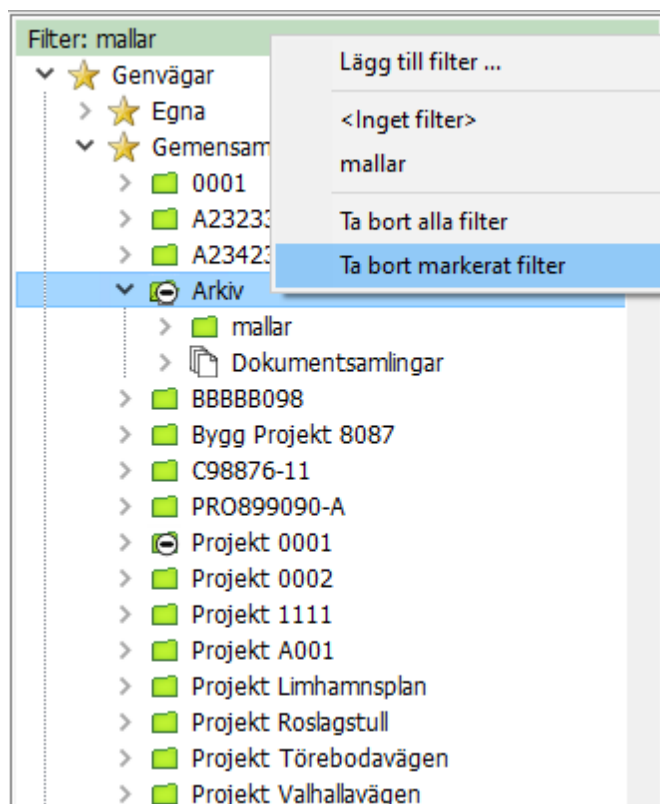 Filter: mallar
Lägg till filter ...
<Inget filter>
mallar
Ta bort alla filter
Ta bort markerat filter
Genvägar
Egna
Gemensam
0001
A23233
A23423
Arkiv
mallar
Dokumentsamlingar
BBBBB098
Bygg Projekt 8087
C98876-11
PRO899090-A
Projekt 0001
Projekt 0002
Projekt 1111
Projekt A001
Projekt Limhamnsplan
Projekt Roslagstull
Projekt Törebodavägen
Projekt Valhallavägen